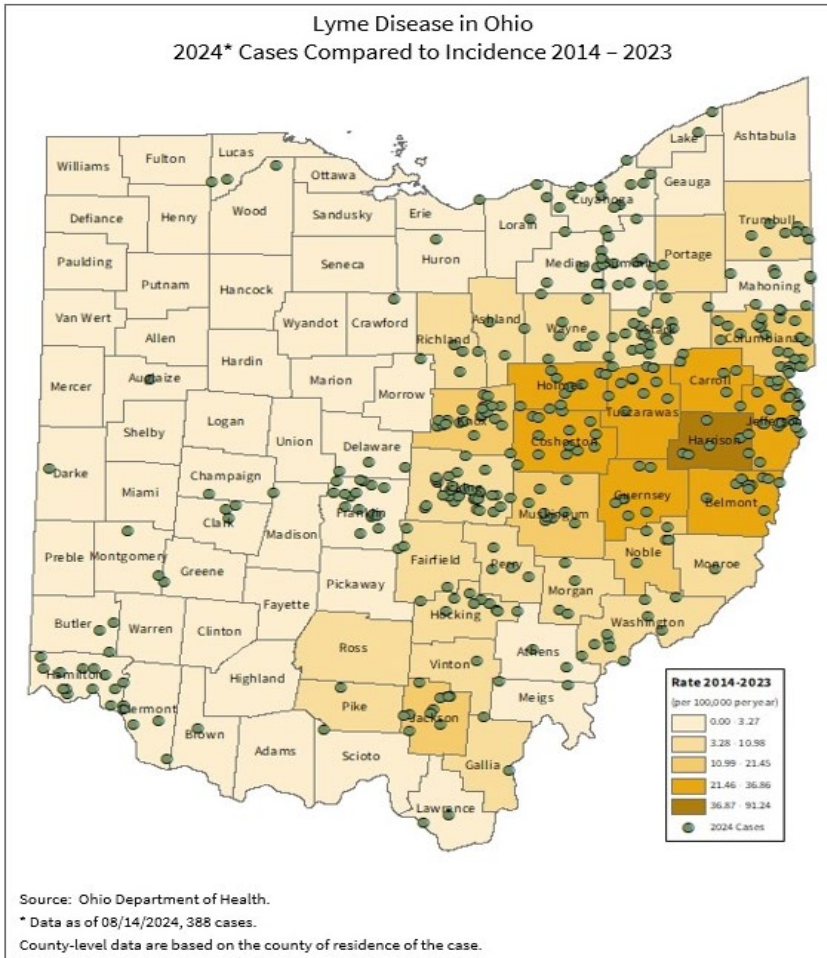 Lyme Disease in Ohio
2024* Cases Compared to Incidence 2014 – 2023
Williams
Fulton
Lucas
Ottawa
Lake
Ashtabula
Geauga
Cuyahoga
Defiance
Henry
Wood
Sandusky
Erie
Lorain
Trumbull
Portage
Paulding
Putnam
Hancock
Seneca
Huron
Medina
Summit
Mahoning
Van Wert
Allen
Wyandot
Crawford
Richland
Ashland
Wayne
Stark
Columbiana
Mercer
Auglaize
Hardin
Marion
Morrow
Holmes
Carroll
Tuscarawas
Jefferson
Shelby
Logan
Union
Delaware
Knox
Coshocton
Harrison
Darke
Miami
Champaign
Clark
Franklin
Licking
Muskingum
Guernsey
Belmont
Preble
Montgomery
Greene
Madison
Pickaway
Fairfield
Perry
Morgan
Noble
Monroe
Butler
Warren
Clinton
Fayette
Ross
Hocking
Athens
Washington
Hamilton
Clermont
Highland
Pike
Vinton
Meigs
Brown
Adams
Scioto
Jackson
Gallia
Lawrence
Rate 2014-2023
(per 100,000 per year)
0.00 - 3.27
3.28 - 10.98
10.99 - 21.45
21.46 - 36.86
36.87 - 91.24
2024 Cases
Source: Ohio Department of Health.
* Data as of 08/14/2024, 388 cases.
County-level data are based on the county of residence of the case.